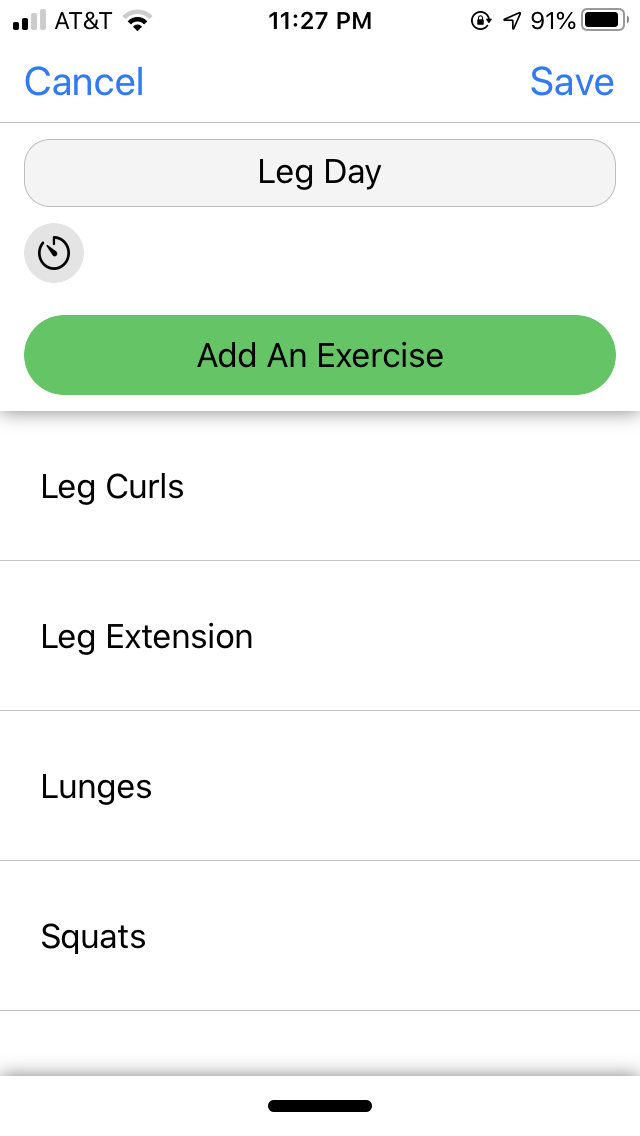 AT&T 11:27 PM 91%
Cancel Save
Leg Day
Add An Exercise
Leg Curls
Leg Extension
Lunges
Squats